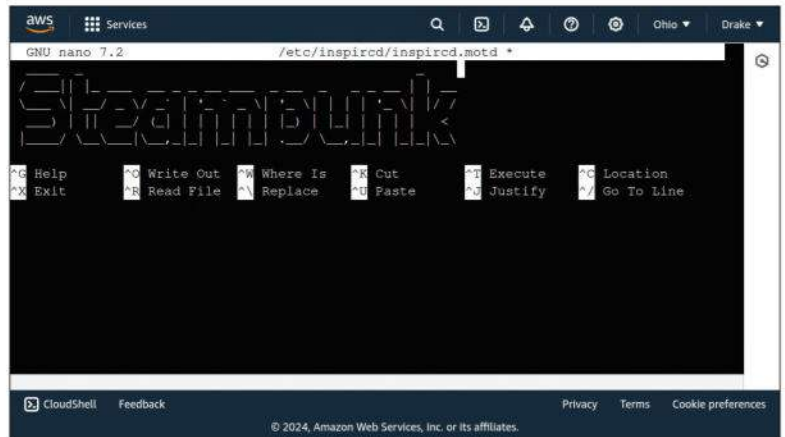 aws Services Ohio Drake
GNU nano 7.2 /etc/inspircd/inspircd.motd *
Steampunk
^G Help ^O Write Out ^W Where Is ^K Cut ^T Execute ^C Location
^X Exit ^R Read File ^\ Replace ^U Paste ^J Justify ^/ Go To Line
CloudShell Feedback Privacy Terms Cookie preferences
© 2024, Amazon Web Services, Inc. or its affiliates.